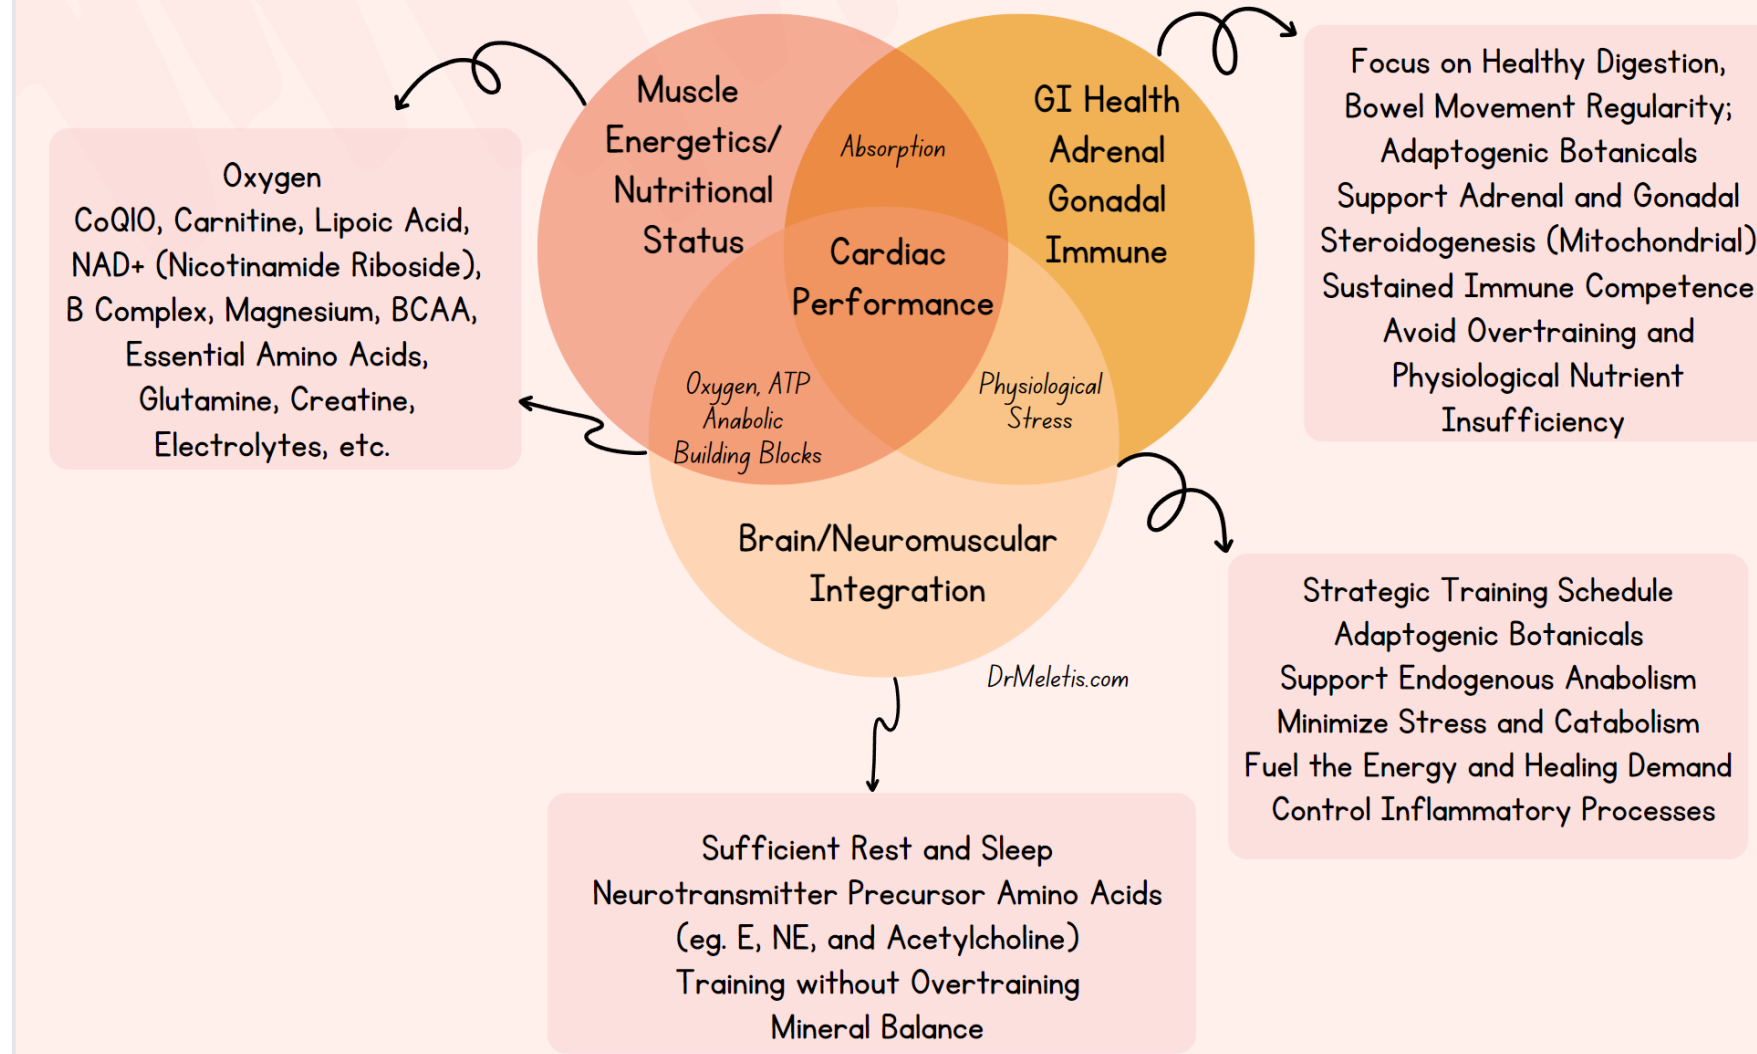 Muscle
Energetics/
Nutritional
Status
Absorption
GI Health
Adrenal
Gonadal
Immune
Cardiac
Performance
Oxygen, ATP
Anabolic
Building Blocks
Physiological
Stress
Brain/Neuromuscular
Integration
DrMeletis.com
Oxygen
CoQ10, Carnitine, Lipoic Acid,
NAD+ (Nicotinamide Riboside),
B Complex, Magnesium, BCAA,
Essential Amino Acids,
Glutamine, Creatine,
Electrolytes, etc.
Focus on Healthy Digestion,
Bowel Movement Regularity;
Adaptogenic Botanicals
Support Adrenal and Gonadal
Steroidogenesis (Mitochondrial)
Sustained Immune Competence
Avoid Overtraining and
Physiological Nutrient
Insufficiency
Strategic Training Schedule
Adaptogenic Botanicals
Support Endogenous Anabolism
Minimize Stress and Catabolism
Fuel the Energy and Healing Demand
Control Inflammatory Processes
Sufficient Rest and Sleep
Neurotransmitter Precursor Amino Acids
(eg. E, NE, and Acetylcholine)
Training without Overtraining
Mineral Balance